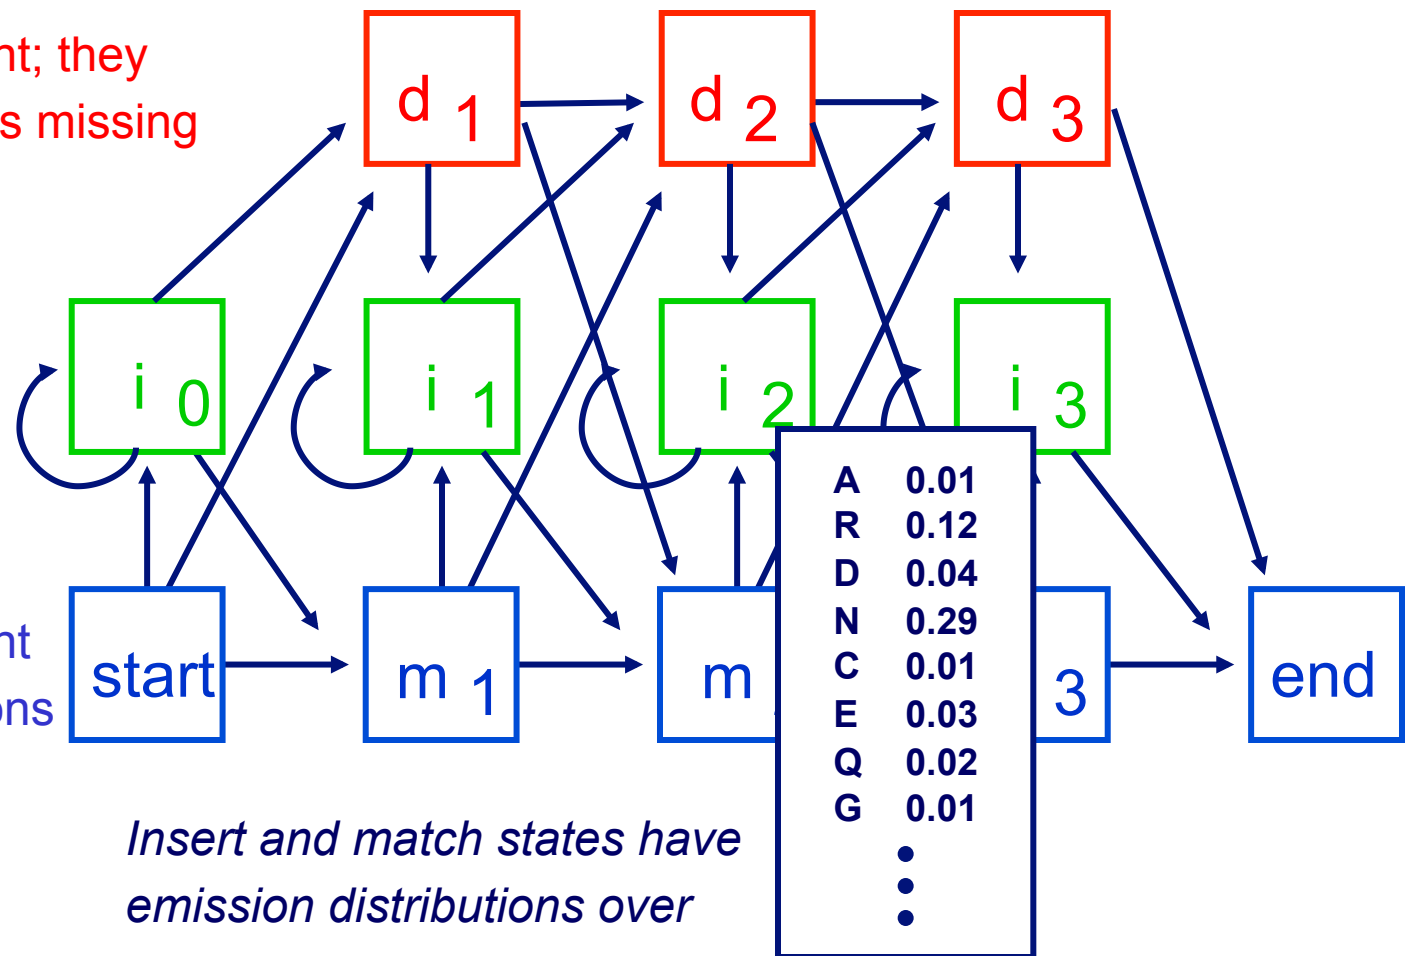 nt; they
s missing
d 1 d 2 d 3
i 0 i 1 i 2 i 3
nt
ons
start m 1 m 3 end
A 0.01
R 0.12
D 0.04
N 0.29
C 0.01
E 0.03
Q 0.02
G 0.01
Insert and match states have
emission distributions over